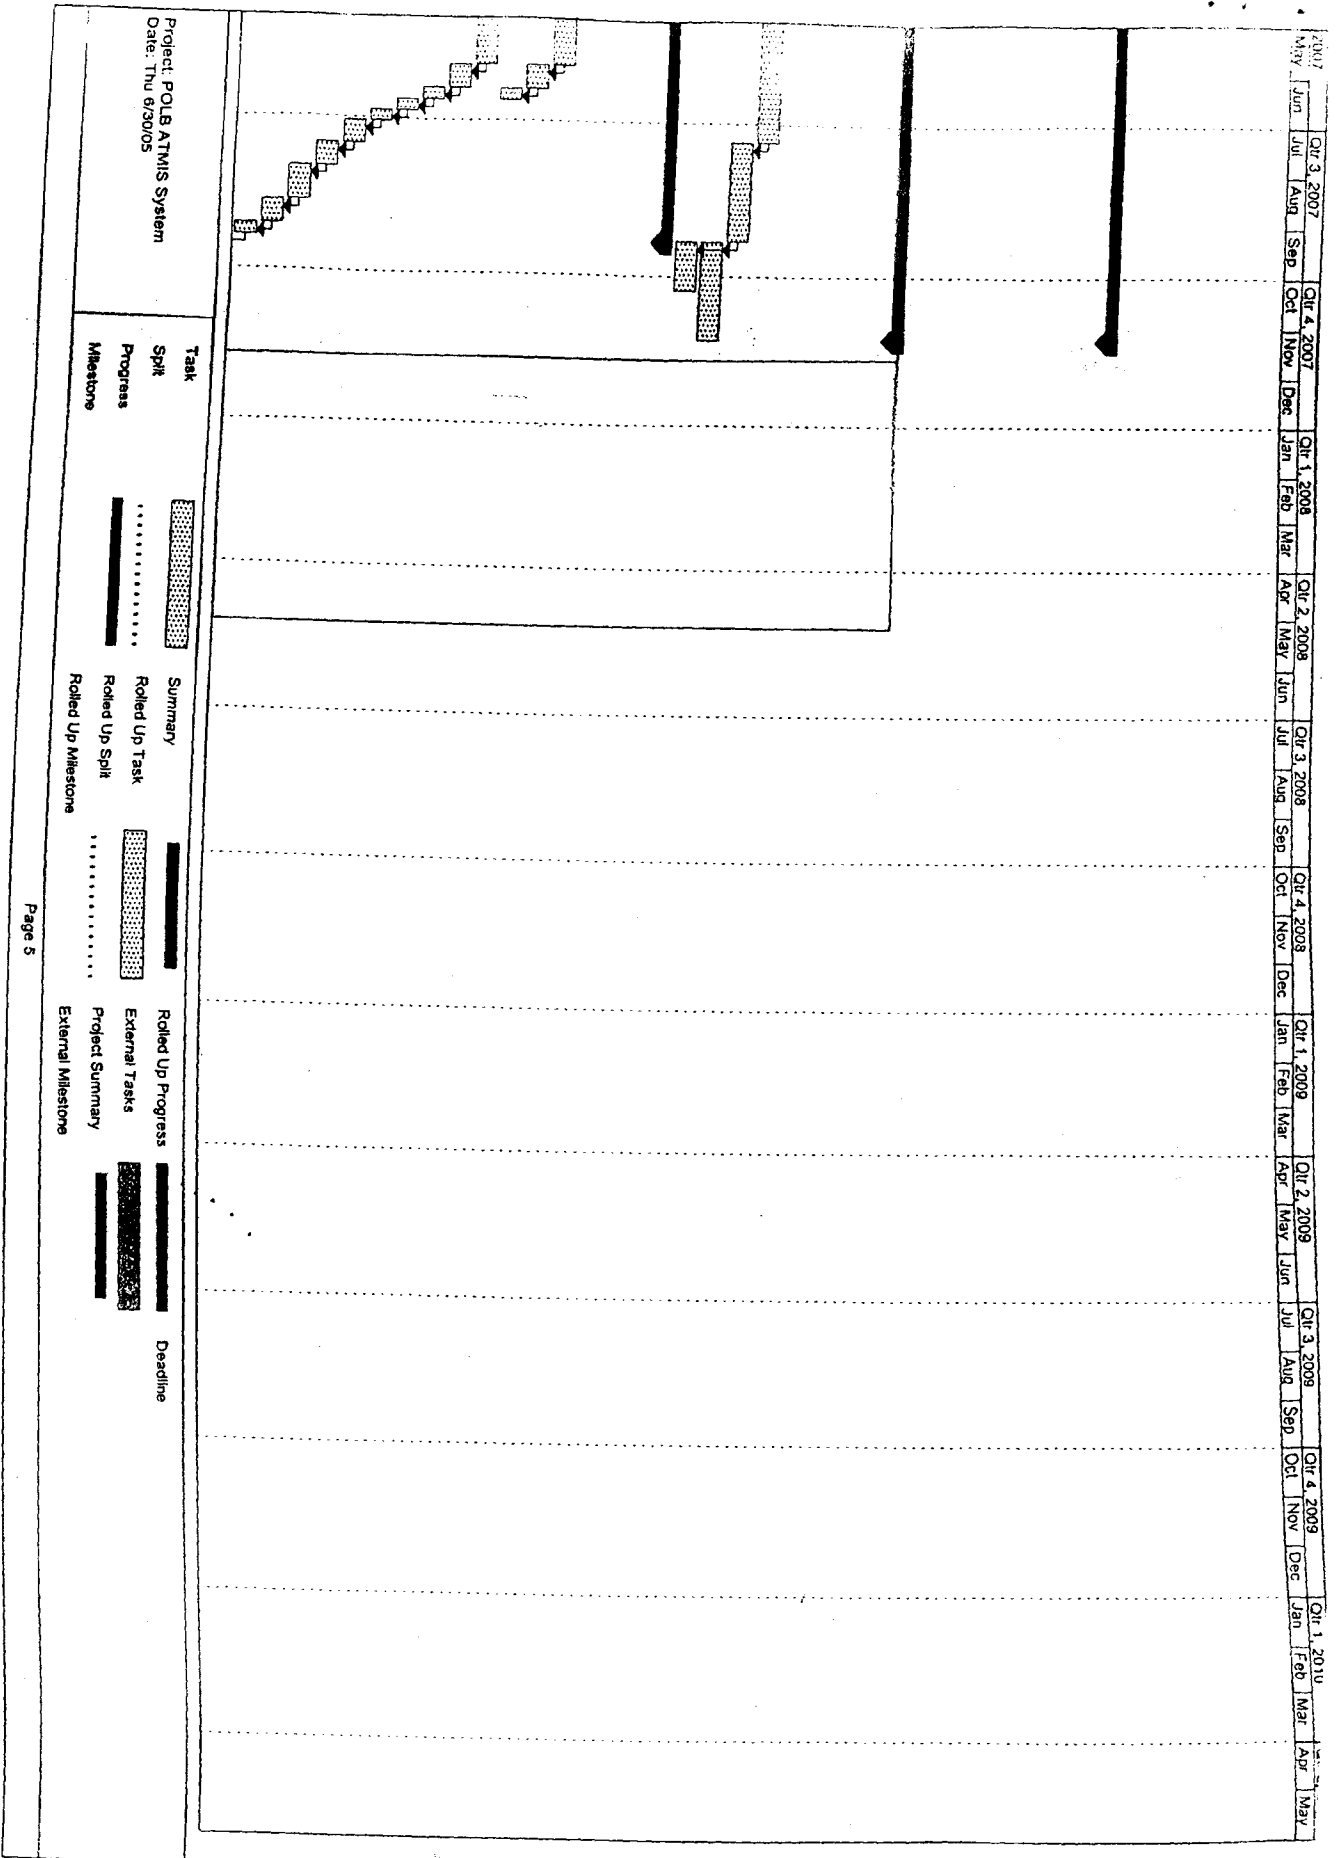 2007
Qtr 3, 2007
Qtr 4, 2007
Qtr 1, 2008
Qtr 2, 2008
Qtr 3, 2008
Qtr 4, 2008
Qtr 1, 2009
Qtr 2, 2009
Qtr 3, 2009
Qtr 4, 2009
Qtr 1, 2010
May Jun Jul Aug Sep Oct Nov Dec Jan Feb Mar Apr May Jun Jul Aug Sep Oct Nov Dec Jan Feb Mar Apr May Jun Jul Aug Sep Oct Nov Dec Jan Feb Mar Apr May
Project: POLB ATMIS System
Date: Thu 6/30/05
Task
Split
Progress
Milestone
Summary
Rolled Up Task
Rolled Up Split
Rolled Up Milestone
Rolled Up Progress
External Tasks
Project Summary
External Milestone
Deadline
Page 5